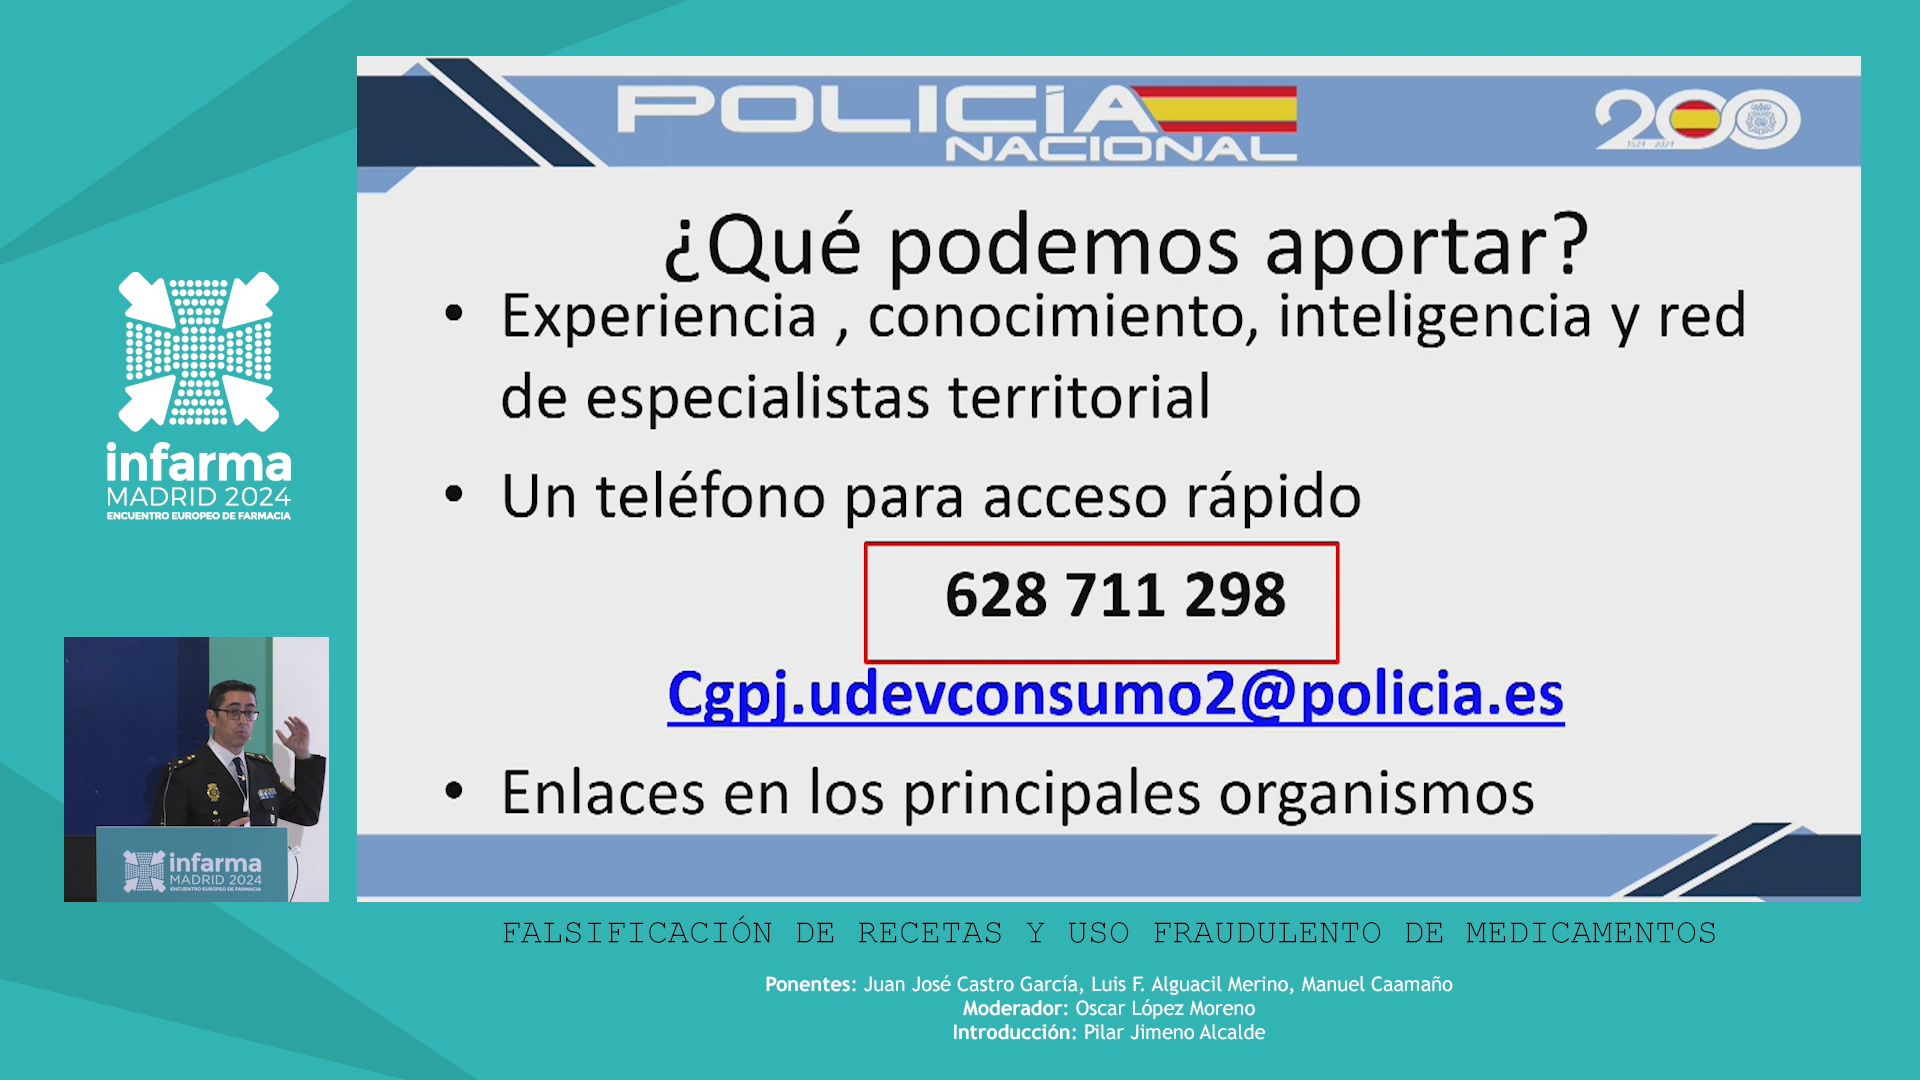 POLICÍA
NACIONAL
200
1824 - 2024
¿Qué podemos aportar?
• Experiencia , conocimiento, inteligencia y red
de especialistas territorial
• Un teléfono para acceso rápido
628 711 298
Cgpj.udevconsumo2@policia.es
• Enlaces en los principales organismos
infarma
MADRID 2024
ENCUENTRO EUROPEO DE FARMACIA
infarma
MADRID 2024
ENCUENTRO EUROPEO DE FARMACIA
FALSIFICACIÓN DE RECETAS Y USO FRAUDULENTO DE MEDICAMENTOS
Ponentes: Juan José Castro García, Luis F. Alguacil Merino, Manuel Caamaño
Moderador: Oscar López Moreno
Introducción: Pilar Jimeno Alcalde